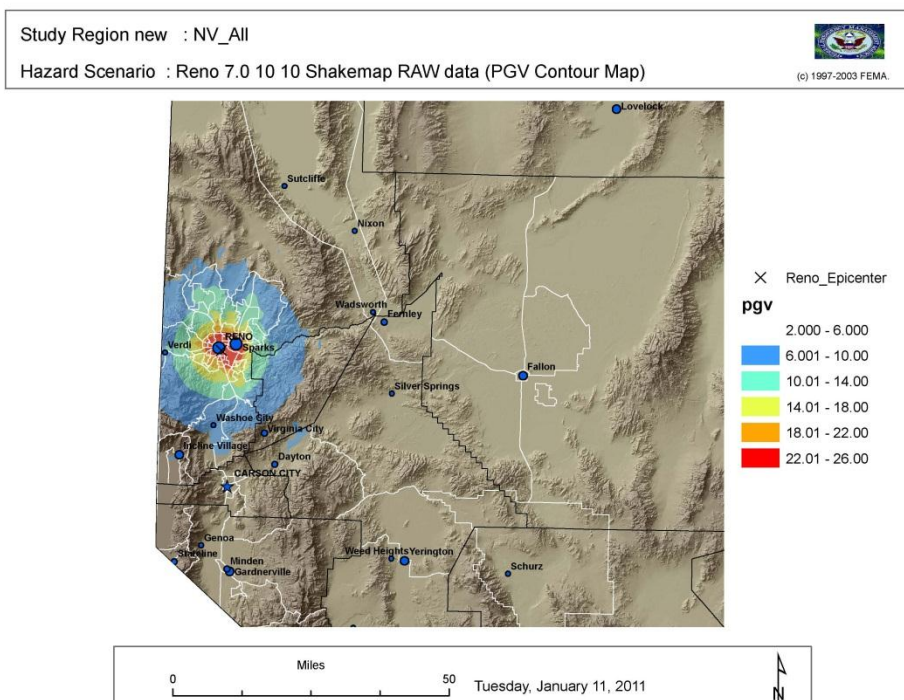 Study Region new : NV_All
Hazard Scenario : Reno 7.0 10 10 Shakemap RAW data (PGV Contour Map)
(c) 1997-2003 FEMA.
Lovelock
Sutcliffe
Nixon
Wadsworth
Fernley
RENO
Sparks
Verdi
Fallon
Silver Springs
Washoe City
Virginia City
Incline Village
Dayton
CARSON CITY
Genoa
Stateline
Minden
Gardnerville
Weed Heights
Yerington
Schurz
Reno_Epicenter
pgv
2.000 - 6.000
6.001 - 10.00
10.01 - 14.00
14.01 - 18.00
18.01 - 22.00
22.01 - 26.00
Miles
0 50
Tuesday, January 11, 2011
N